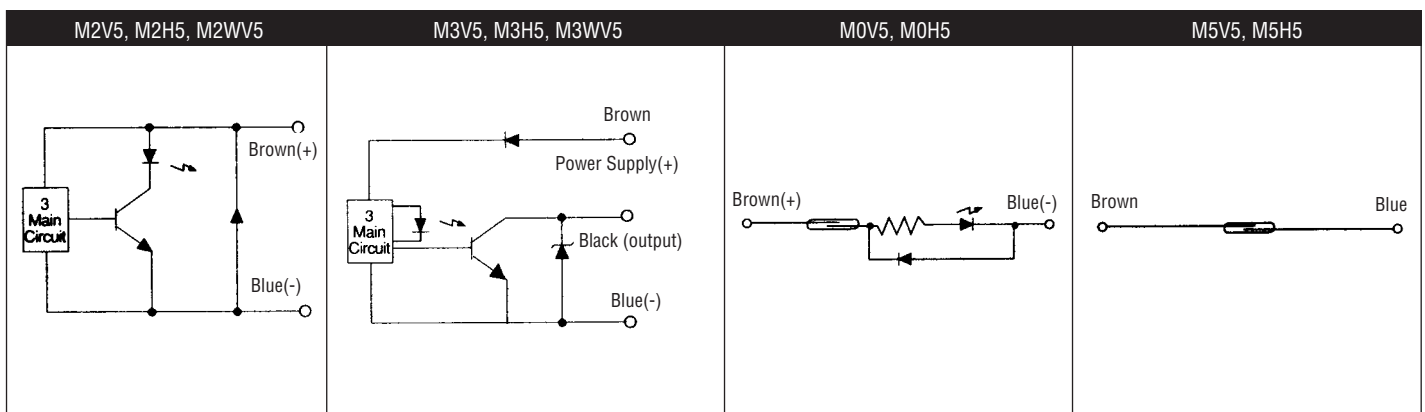 M2V5, M2H5, M2WV5
M3V5, M3H5, M3WV5
M0V5, M0H5
M5V5, M5H5
3
Main
Circuit
Brown(+)
Blue(-)
Brown
Power Supply(+)
3
Main
Circuit
Black (output)
Blue(-)
Brown(+)
Blue(-)
Brown
Blue